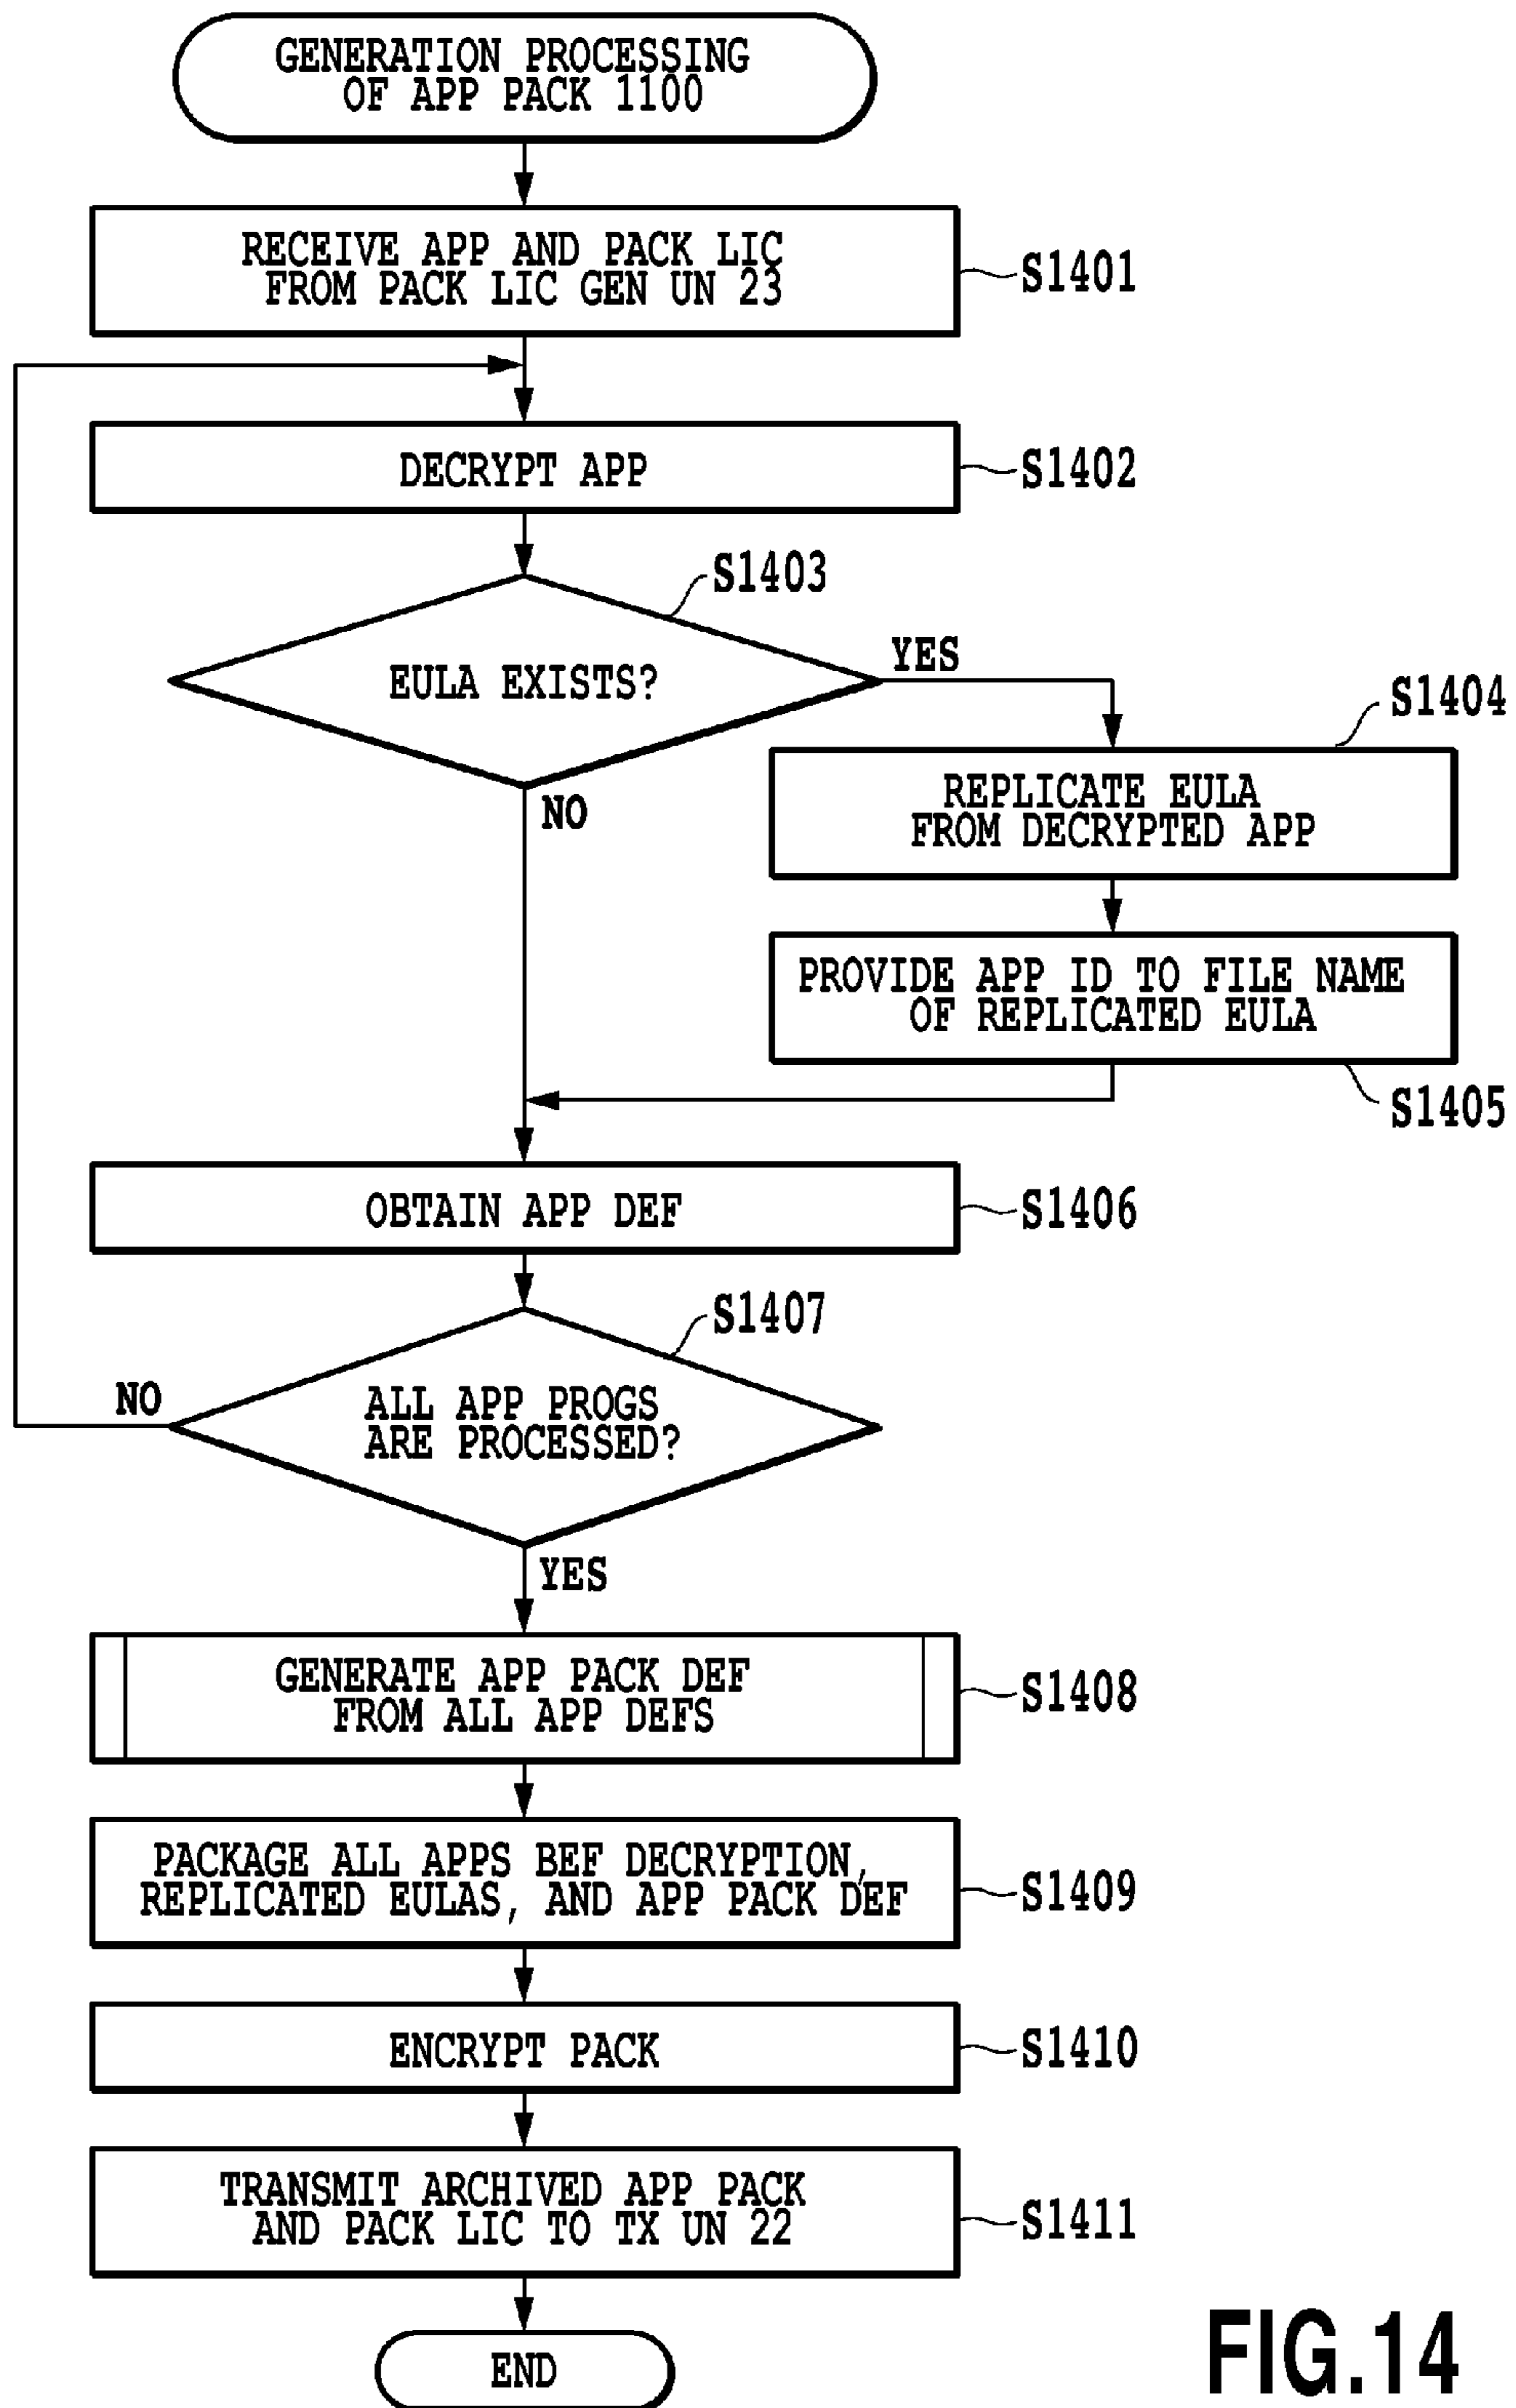 GENERATION PROCESSING
OF APP PACK 1100
RECEIVE APP AND PACK LIC
FROM PACK LIC GEN UN 23
S1401
DECRYPT APP
S1402
S1403
EULA EXISTS?
YES
NO
S1404
REPLICATE EULA
FROM DECRYPTED APP
PROVIDE APP ID TO FILE NAME
OF REPLICATED EULA
S1405
OBTAIN APP DEF
S1406
S1407
ALL APP PROGS
ARE PROCESSED?
NO
YES
GENERATE APP PACK DEF
FROM ALL APP DEFS
S1408
PACKAGE ALL APPS BEF DECRYPTION,
REPLICATED EULAS, AND APP PACK DEF
S1409
ENCRYPT PACK
S1410
TRANSMIT ARCHIVED APP PACK
AND PACK LIC TO TX UN 22
S1411
END
FIG.14